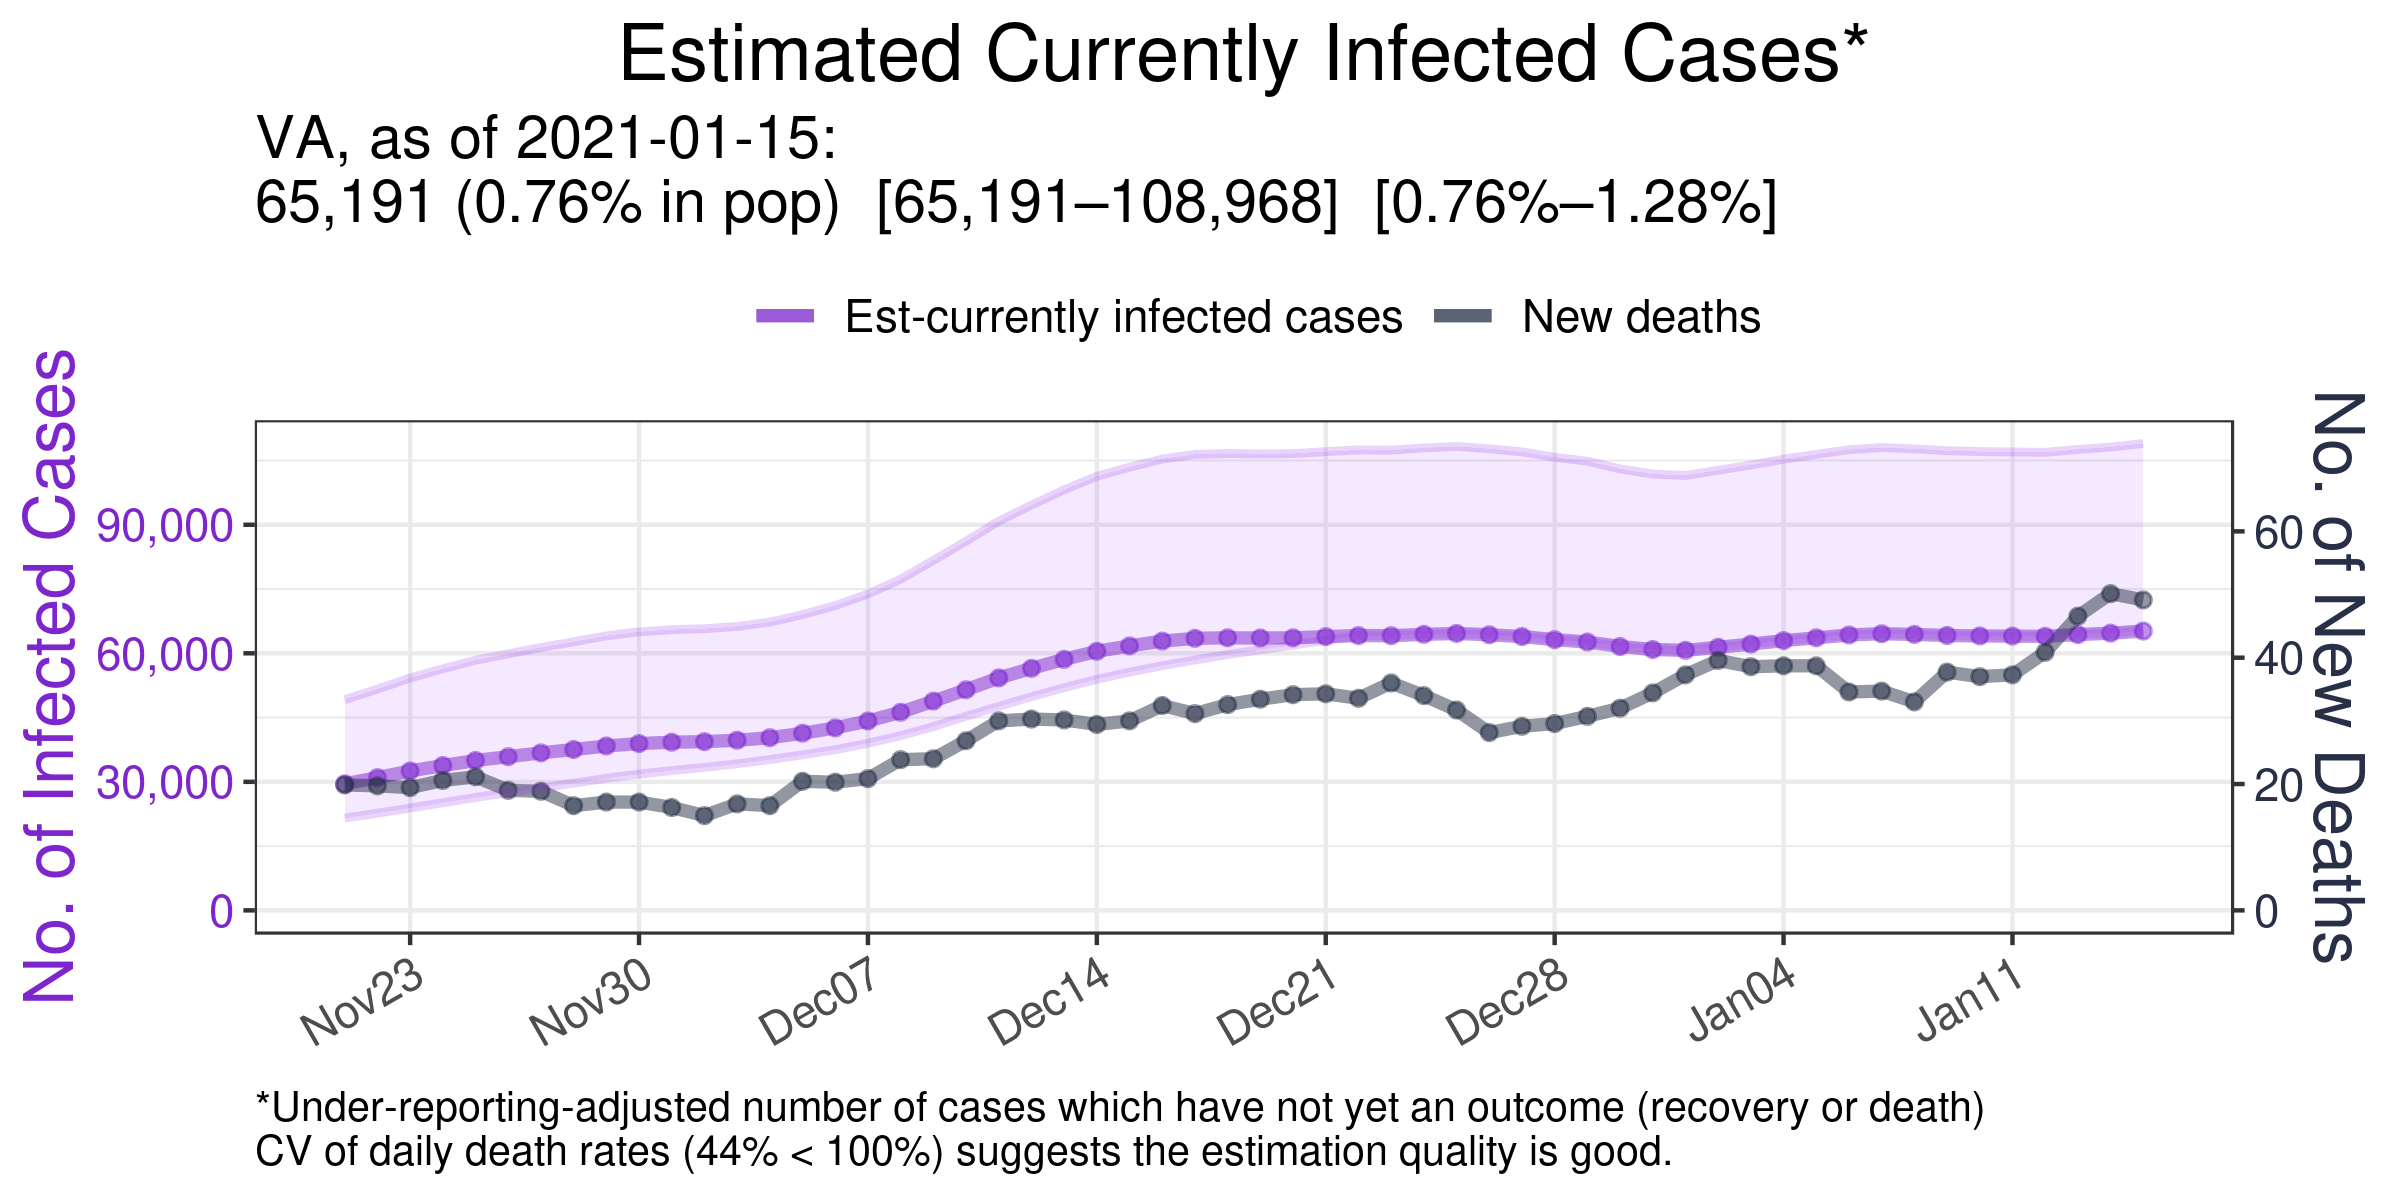 Estimated Currently Infected Cases*
VA, as of 2021-01-15:
65,191 (0.76% in pop)  [65,191–108,968]  [0.76%–1.28%]
Est-currently infected cases
New deaths
No. of Infected Cases
90,000
60,000
30,000
0
No. of New Deaths
60
40
20
0
Nov23
Nov30
Dec07
Dec14
Dec21
Dec28
Jan04
Jan11
*Under-reporting-adjusted number of cases which have not yet an outcome (recovery or death)
CV of daily death rates (44% < 100%) suggests the estimation quality is good.